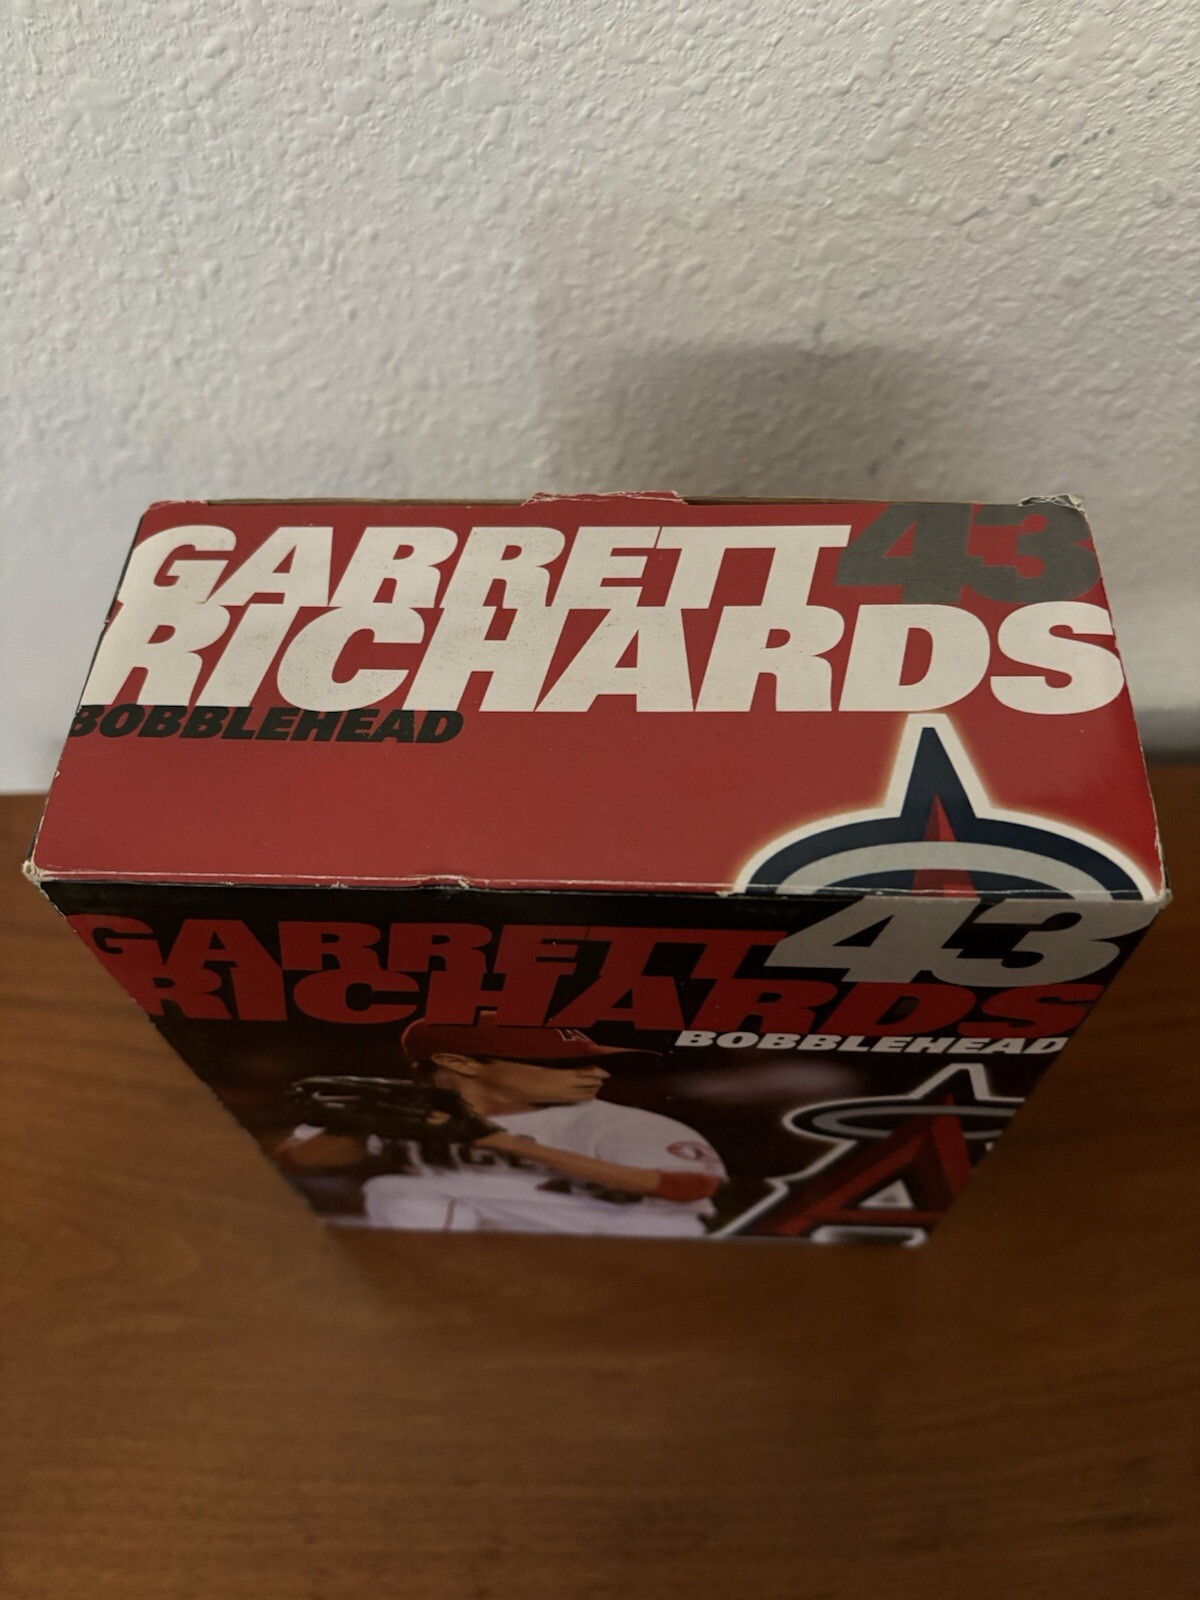 GARRETT 43
RICHARDS
BOBBLEHEAD
GARRETT 43
RICHARDS
BOBBLEHEAD
A
A